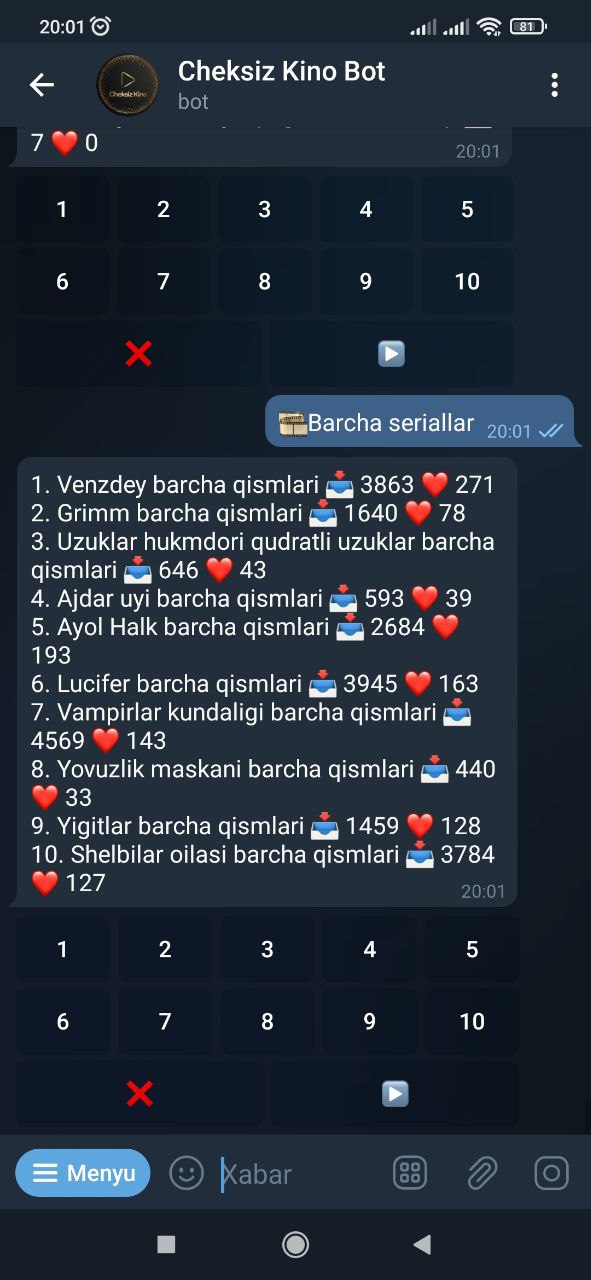 20:01
81
Cheksiz Kino
Cheksiz Kino Bot
bot
7 ❤️ 0
20:01
1 2 3 4 5
6 7 8 9 10
❌ ▶️
🎞Barcha seriallar 20:01
1. Venzdey barcha qismlari 📥 3863 ❤️ 271
2. Grimm barcha qismlari 📥 1640 ❤️ 78
3. Uzuklar hukmdori qudratli uzuklar barcha
qismlari 📥 646 ❤️ 43
4. Ajdar uyi barcha qismlari 📥 593 ❤️ 39
5. Ayol Halk barcha qismlari 📥 2684 ❤️
193
6. Lucifer barcha qismlari 📥 3945 ❤️ 163
7. Vampirlar kundaligi barcha qismlari 📥
4569 ❤️ 143
8. Yovuzlik maskani barcha qismlari 📥 440
❤️ 33
9. Yigitlar barcha qismlari 📥 1459 ❤️ 128
10. Shelbilar oilasi barcha qismlari 📥 3784
❤️ 127
20:01
1 2 3 4 5
6 7 8 9 10
❌ ▶️
Menyu
Xabar